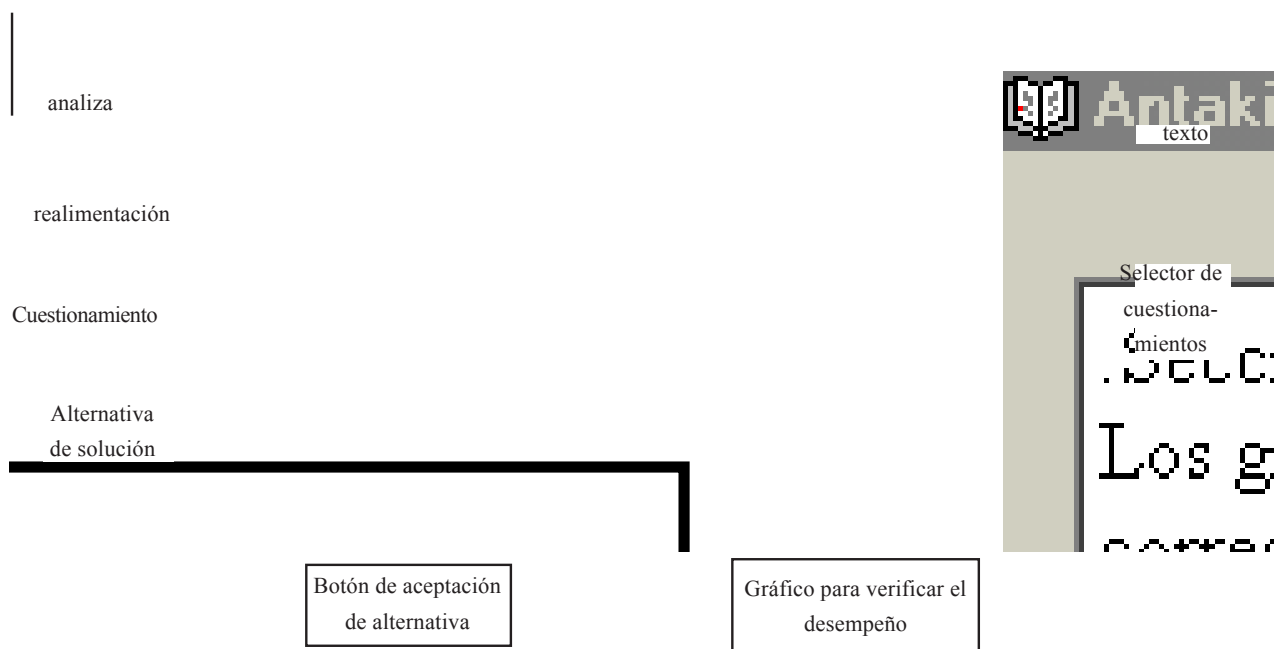 analiza
Antaki
texto
realimentación
Selector de
cuestiona-
mientos
Cuestionamiento
Los g
Alternativa
de solución
Botón de aceptación
de alternativa
Gráfico para verificar el
desempeño